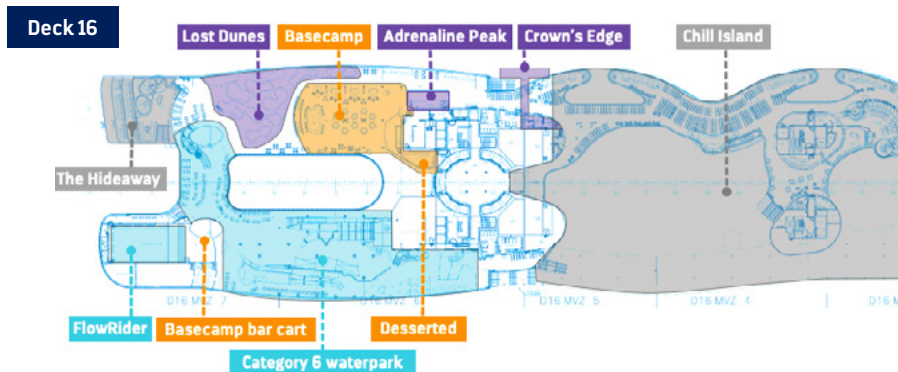 Deck 16
Lost Dunes
Basecamp
Adrenaline Peak
Crown's Edge
Chill Island
The Hideaway
D16 MVZ 7
D16 MVZ 6
D16 MVZ 5
D16 MVZ 4
D16 M
FlowRider
Basecamp bar cart
Desserted
Category 6 waterpark